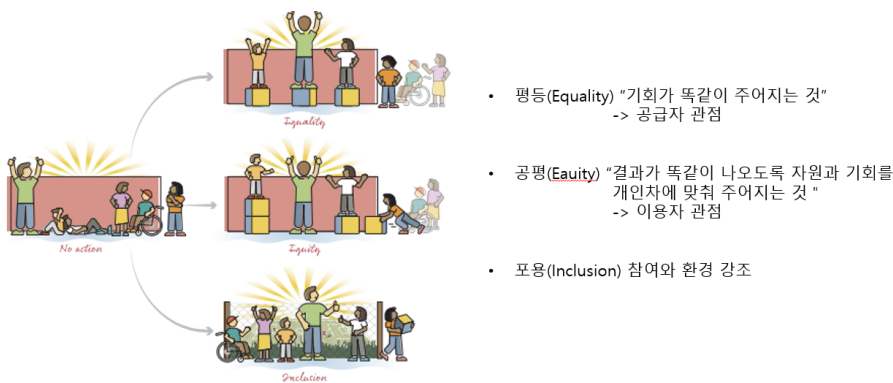 Equality
No action
Equity
Inclusion
• 평등(Equality) “기회가 똑같이 주어지는 것”
-> 공급자 관점
• 공평(Eauity) “결과가 똑같이 나오도록 자원과 기회를
개인차에 맞춰 주어지는 것 "
-> 이용자 관점
• 포용(Inclusion) 참여와 환경 강조